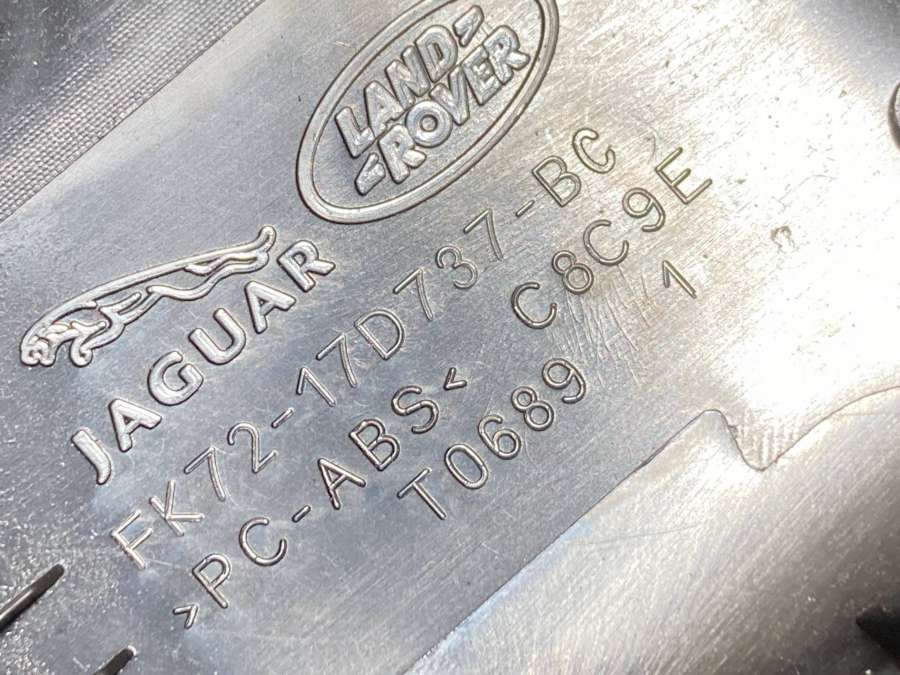 LAND
ROVER
JAGUAR
FK72-17D737-BC
C8C9E
>PC-ABS<
T0689
1